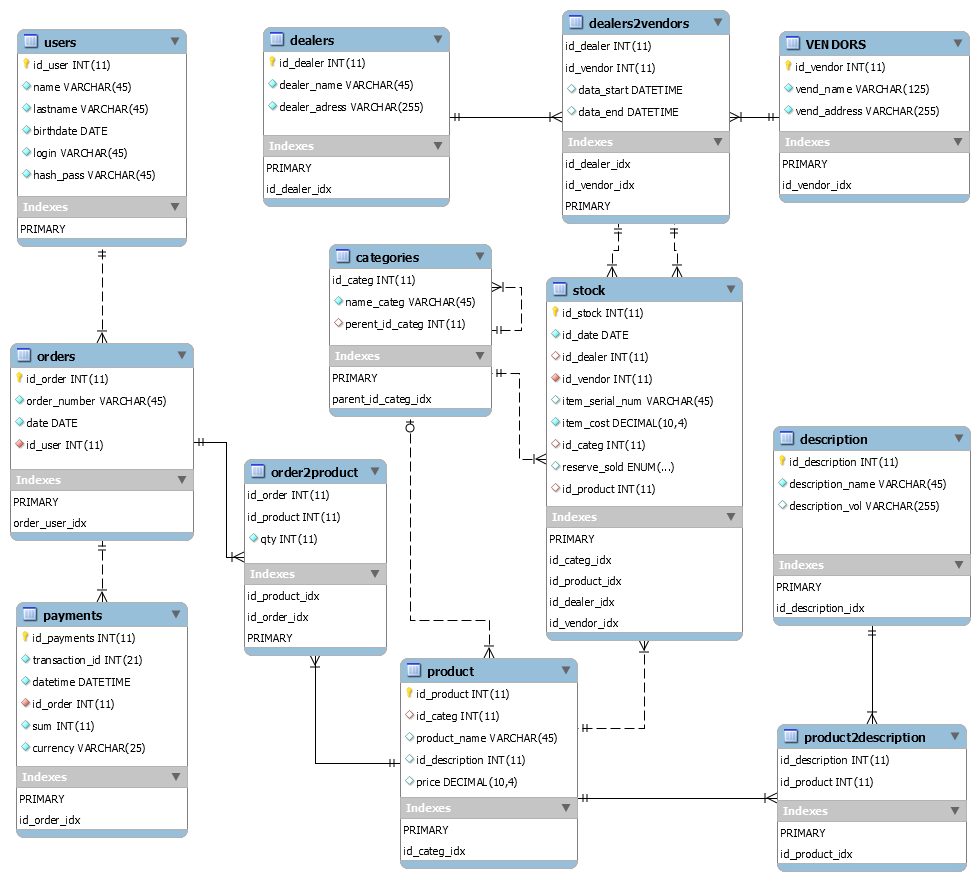 users
id_user INT(11)
name VARCHAR(45)
lastname VARCHAR(45)
birthdate DATE
login VARCHAR(45)
hash_pass VARCHAR(45)
Indexes
PRIMARY
dealers
id_dealer INT(11)
dealer_name VARCHAR(45)
dealer_adress VARCHAR(255)
Indexes
PRIMARY
id_dealer_idx
dealers2vendors
id_dealer INT(11)
id_vendor INT(11)
data_start DATETIME
data_end DATETIME
Indexes
id_dealer_idx
id_vendor_idx
PRIMARY
VENDORS
id_vendor INT(11)
vend_name VARCHAR(125)
vend_address VARCHAR(255)
Indexes
PRIMARY
id_vendor_idx
categories
id_categ INT(11)
name_categ VARCHAR(45)
perent_id_categ INT(11)
Indexes
PRIMARY
parent_id_categ_idx
stock
id_stock INT(11)
id_date DATE
id_dealer INT(11)
id_vendor INT(11)
item_serial_num VARCHAR(45)
item_cost DECIMAL(10,4)
id_categ INT(11)
reserve_sold ENUM(...)
id_product INT(11)
Indexes
PRIMARY
id_categ_idx
id_product_idx
id_dealer_idx
id_vendor_idx
orders
id_order INT(11)
order_number VARCHAR(45)
date DATE
id_user INT(11)
Indexes
PRIMARY
order_user_idx
order2product
id_order INT(11)
id_product INT(11)
qty INT(11)
Indexes
id_product_idx
id_order_idx
PRIMARY
description
id_description INT(11)
description_name VARCHAR(45)
description_vol VARCHAR(255)
Indexes
PRIMARY
id_description_idx
payments
id_payments INT(11)
transaction_id INT(21)
datetime DATETIME
id_order INT(11)
sum INT(11)
currency VARCHAR(25)
Indexes
PRIMARY
id_order_idx
product
id_product INT(11)
id_categ INT(11)
product_name VARCHAR(45)
id_description INT(11)
price DECIMAL(10,4)
Indexes
PRIMARY
id_categ_idx
product2description
id_description INT(11)
id_product INT(11)
Indexes
PRIMARY
id_product_idx